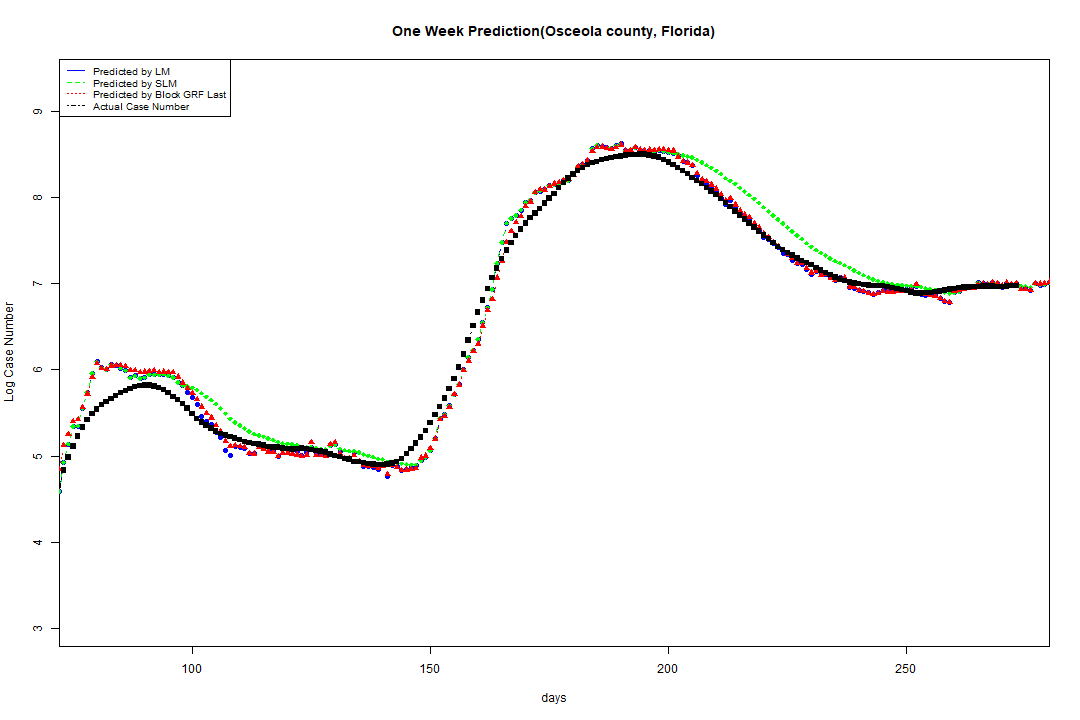 One Week Prediction(Osceola county, Florida)
Predicted by LM
Predicted by SLM
Predicted by Block GRF Last
Actual Case Number
9
8
7
6
5
4
3
Log Case Number
100 150 200 250
days